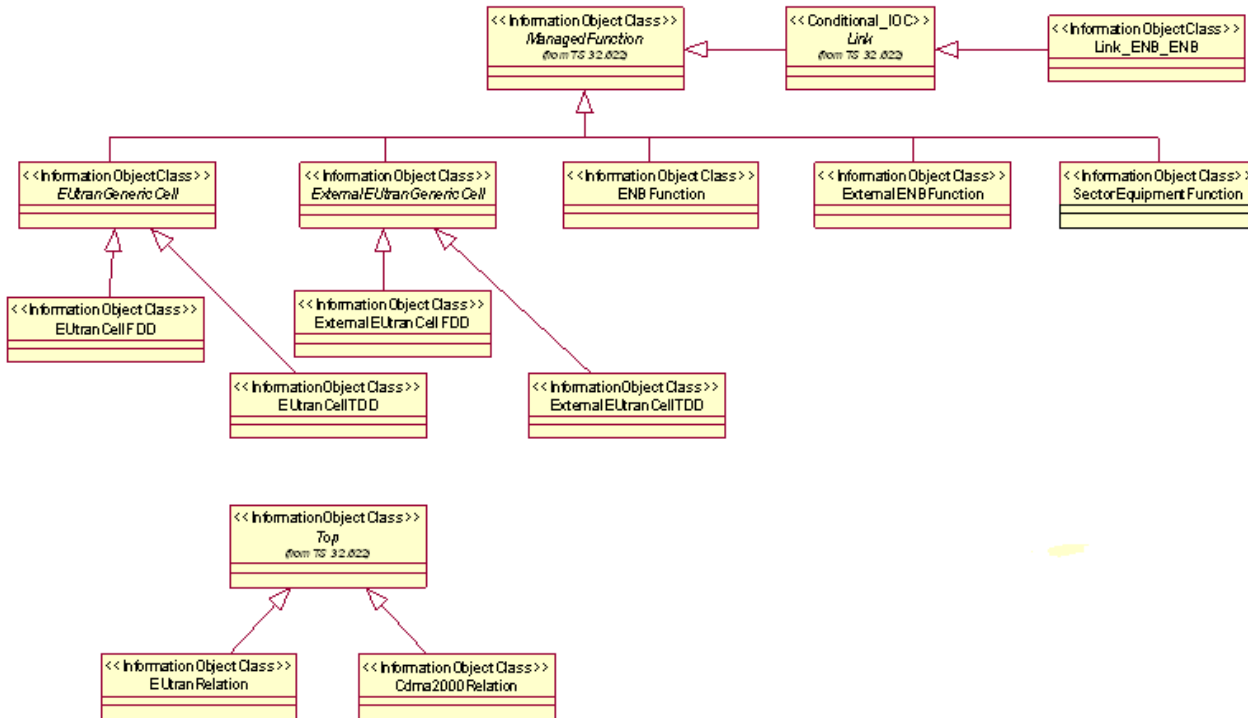 <<InformationObjectClass>>
ManagedFunction
(from TS 32.622)
<<Conditional_IOC>>
Link
(from TS 32.622)
<<InformationObjectClass>>
Link_ENB_ENB
<<InformationObjectClass>>
EUtranGenericCell
<<InformationObjectClass>>
ExternalEUtranGenericCell
<<InformationObjectClass>>
ENBFunction
<<InformationObjectClass>>
ExternalENBFunction
<<InformationObjectClass>>
SectorEquipmentFunction
<<InformationObjectClass>>
EUtranCellFDD
<<InformationObjectClass>>
ExternalEUtranCellFDD
<<InformationObjectClass>>
EUtranCellTDD
<<InformationObjectClass>>
ExternalEUtranCellTDD
<<InformationObjectClass>>
Top
(from TS 32.622)
<<InformationObjectClass>>
EUtranRelation
<<InformationObjectClass>>
Cdma2000Relation